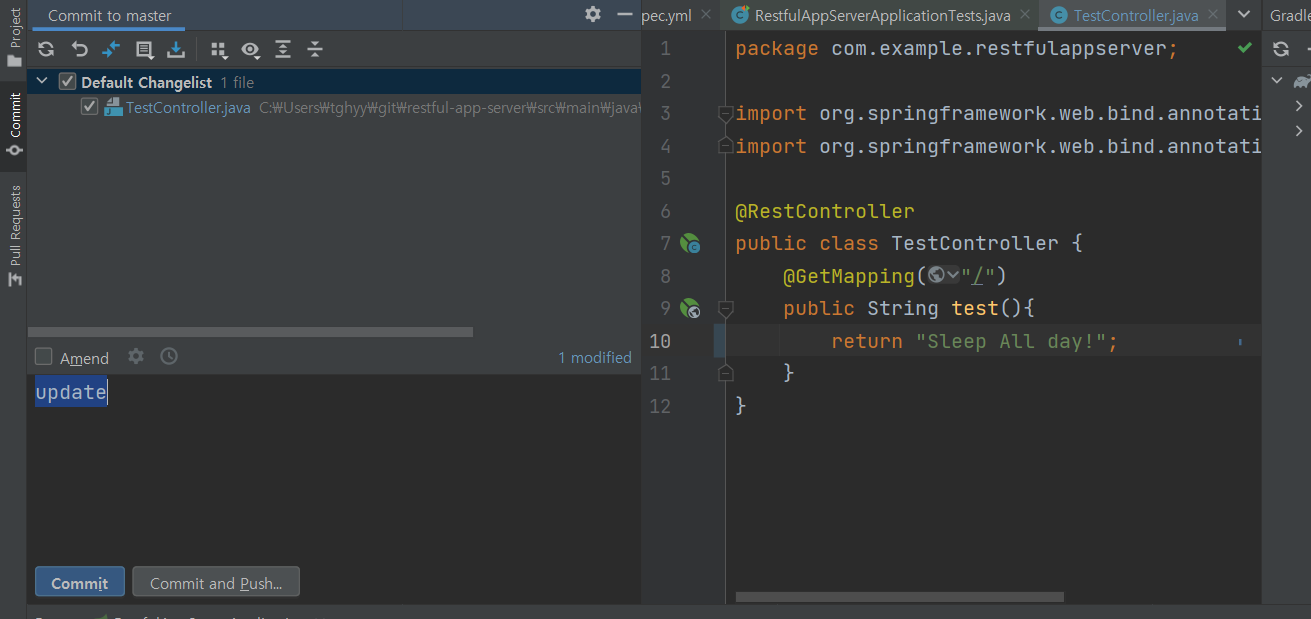 Project
Commit
Pull Requests
Commit to master
Default Changelist 1 file
TestController.java C:₩Users₩tghyy₩git₩restful-app-server₩src₩main₩java₩
Amend
1 modified
update
Commit
Commit and Push...
pec.yml
RestfulAppServerApplicationTests.java
TestController.java
Gradle
1 package com.example.restfulappserver;
2
3 import org.springframework.web.bind.annotati
4 import org.springframework.web.bind.annotati
5
6 @RestController
7 public class TestController {
8 @GetMapping("/")
9 public String test(){
10 return "Sleep All day!";
11 }
12 }